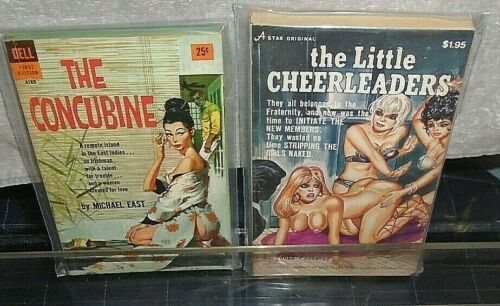 DELL
FIRST
EDITION
25¢
THE
CONCUBINE
A remote island
in the East Indies...
an Irishman
with a talent
for trouble...
and a woman
created for love
by MICHAEL EAST
A STAR ORIGINAL
$1.95
the Little
CHEERLEADERS
They all belonged to the
Fraternity, and now was the
time to INITIATE THE
NEW MEMBERS.
They wasted no
time STRIPPING THE
GIRLS NAKED.